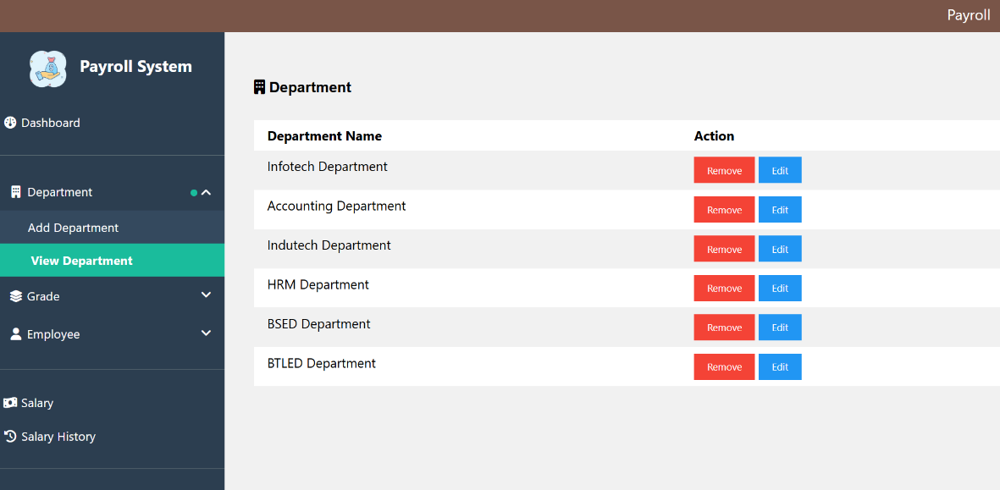 Payroll
Payroll System
Dashboard
Department
Add Department
View Department
Grade
Employee
Salary
Salary History
Department
Department Name Action
Infotech Department Remove Edit
Accounting Department Remove Edit
Indutech Department Remove Edit
HRM Department Remove Edit
BSED Department Remove Edit
BTLED Department Remove Edit